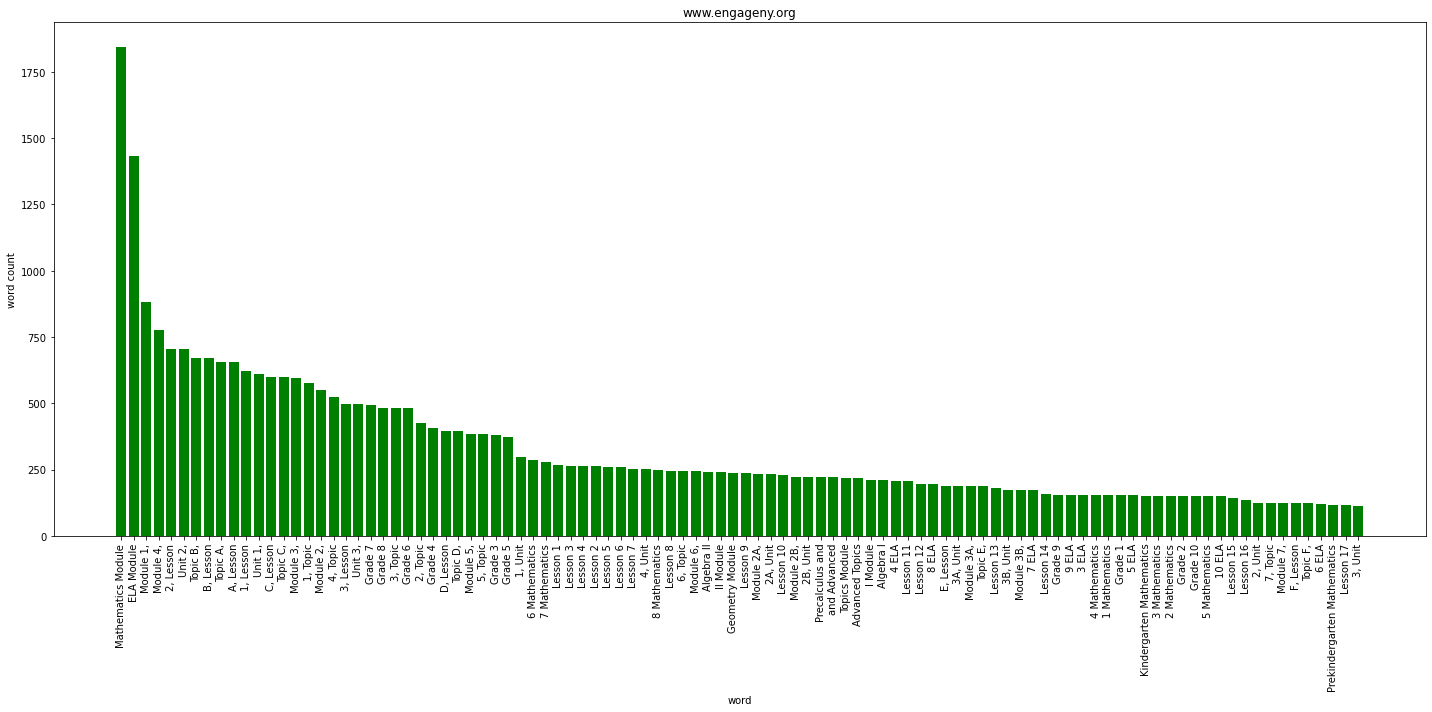 www.engageny.org
word count
1750
1500
1250
1000
750
500
250
0
Mathematics Module
ELA Module
Module 1,
Module 4,
2, Lesson
Unit 2,
Topic B,
B, Lesson
Topic A,
A, Lesson
1, Lesson
Unit 1,
C, Lesson
Topic C,
Module 3,
1, Topic
Module 2,
4, Topic
3, Lesson
Unit 3,
Grade 7
Grade 8
3, Topic
Grade 6
2, Topic
Grade 4
D, Lesson
Topic D,
Module 5,
5, Topic
Grade 3
Grade 5
1, Unit
6 Mathematics
7 Mathematics
Lesson 1
Lesson 3
Lesson 4
Lesson 2
Lesson 5
Lesson 6
Lesson 7
4, Unit
8 Mathematics
Lesson 8
6, Topic
Module 6,
Algebra II
II Module
Geometry Module
Lesson 9
Module 2A,
2A, Unit
Lesson 10
Module 2B,
2B, Unit
Precalculus and
and Advanced
Topics Module
Advanced Topics
I Module
Algebra I
4 ELA
Lesson 11
Lesson 12
8 ELA
E, Lesson
3A, Unit
Module 3A,
Topic E,
Lesson 13
3B, Unit
Module 3B,
7 ELA
Lesson 14
Grade 9
9 ELA
3 ELA
4 Mathematics
1 Mathematics
Grade 1
5 ELA
Kindergarten Mathematics
3 Mathematics
2 Mathematics
Grade 2
Grade 10
5 Mathematics
10 ELA
Lesson 15
Lesson 16
2, Unit
7, Topic
Module 7,
F, Lesson
Topic F,
6 ELA
Prekindergarten Mathematics
Lesson 17
3, Unit
word